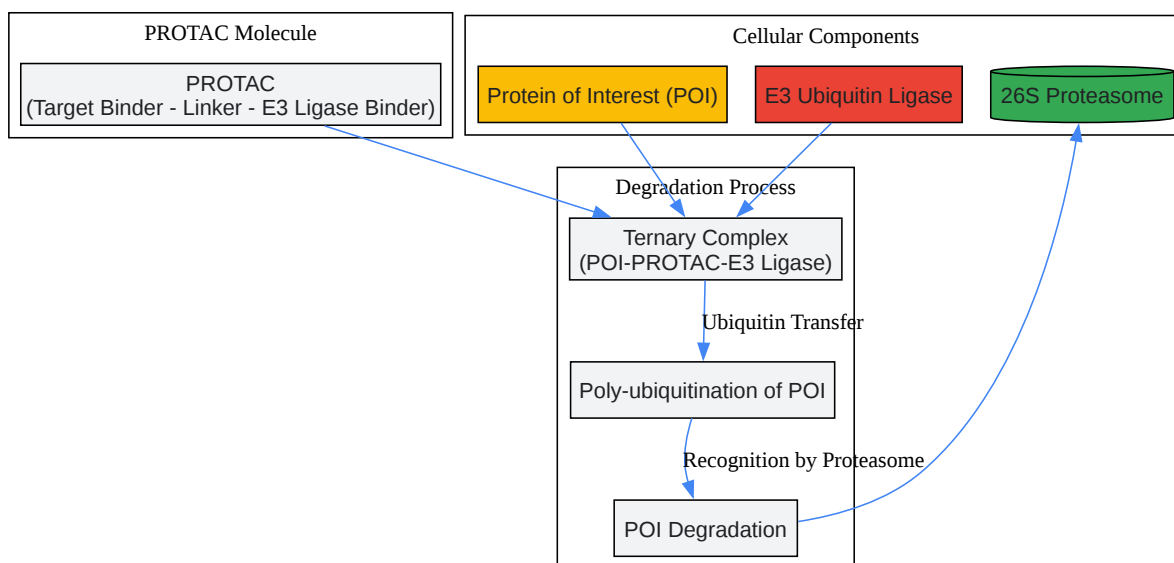 PROTAC Molecule
PROTAC
(Target Binder - Linker - E3 Ligase Binder)
Cellular Components
Protein of Interest (POI)
E3 Ubiquitin Ligase
26S Proteasome
Degradation Process
Ternary Complex
(POI-PROTAC-E3 Ligase)
Ubiquitin Transfer
Poly-ubiquitination of POI
Recognition by Proteasome
POI Degradation